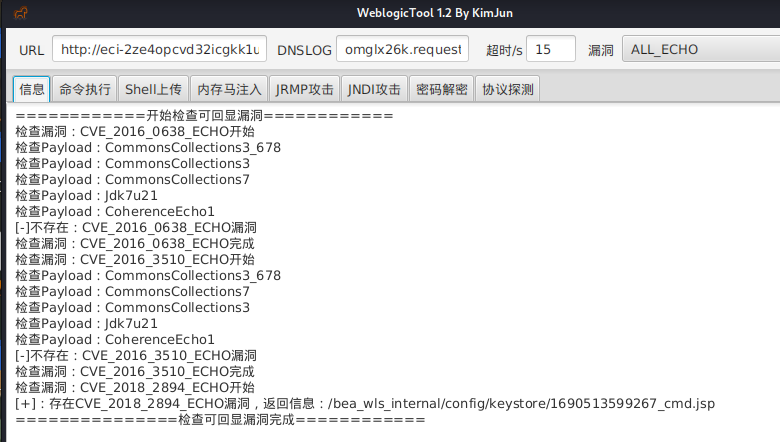 WeblogicTool 1.2 By KimJun
URL http://eci-2ze4opcvd32icgkk1u DNSLOG omglx26k.request 超时/s 15 漏洞 ALL_ECHO
信息 命令执行 Shell上传 内存马注入 JRMP攻击 JNDI攻击 密码解密 协议探测
============开始检查可回显漏洞============
检查漏洞：CVE_2016_0638_ECHO开始
检查Payload：CommonsCollections3_678
检查Payload：CommonsCollections3
检查Payload：CommonsCollections7
检查Payload：Jdk7u21
检查Payload：CoherenceEcho1
[-]不存在：CVE_2016_0638_ECHO漏洞
检查漏洞：CVE_2016_0638_ECHO完成
检查漏洞：CVE_2016_3510_ECHO开始
检查Payload：CommonsCollections3_678
检查Payload：CommonsCollections7
检查Payload：CommonsCollections3
检查Payload：Jdk7u21
检查Payload：CoherenceEcho1
[-]不存在：CVE_2016_3510_ECHO漏洞
检查漏洞：CVE_2016_3510_ECHO完成
检查漏洞：CVE_2018_2894_ECHO开始
[+]：存在CVE_2018_2894_ECHO漏洞，返回信息：/bea_wls_internal/config/keystore/1690513599267_cmd.jsp
===============检查可回显漏洞完成============